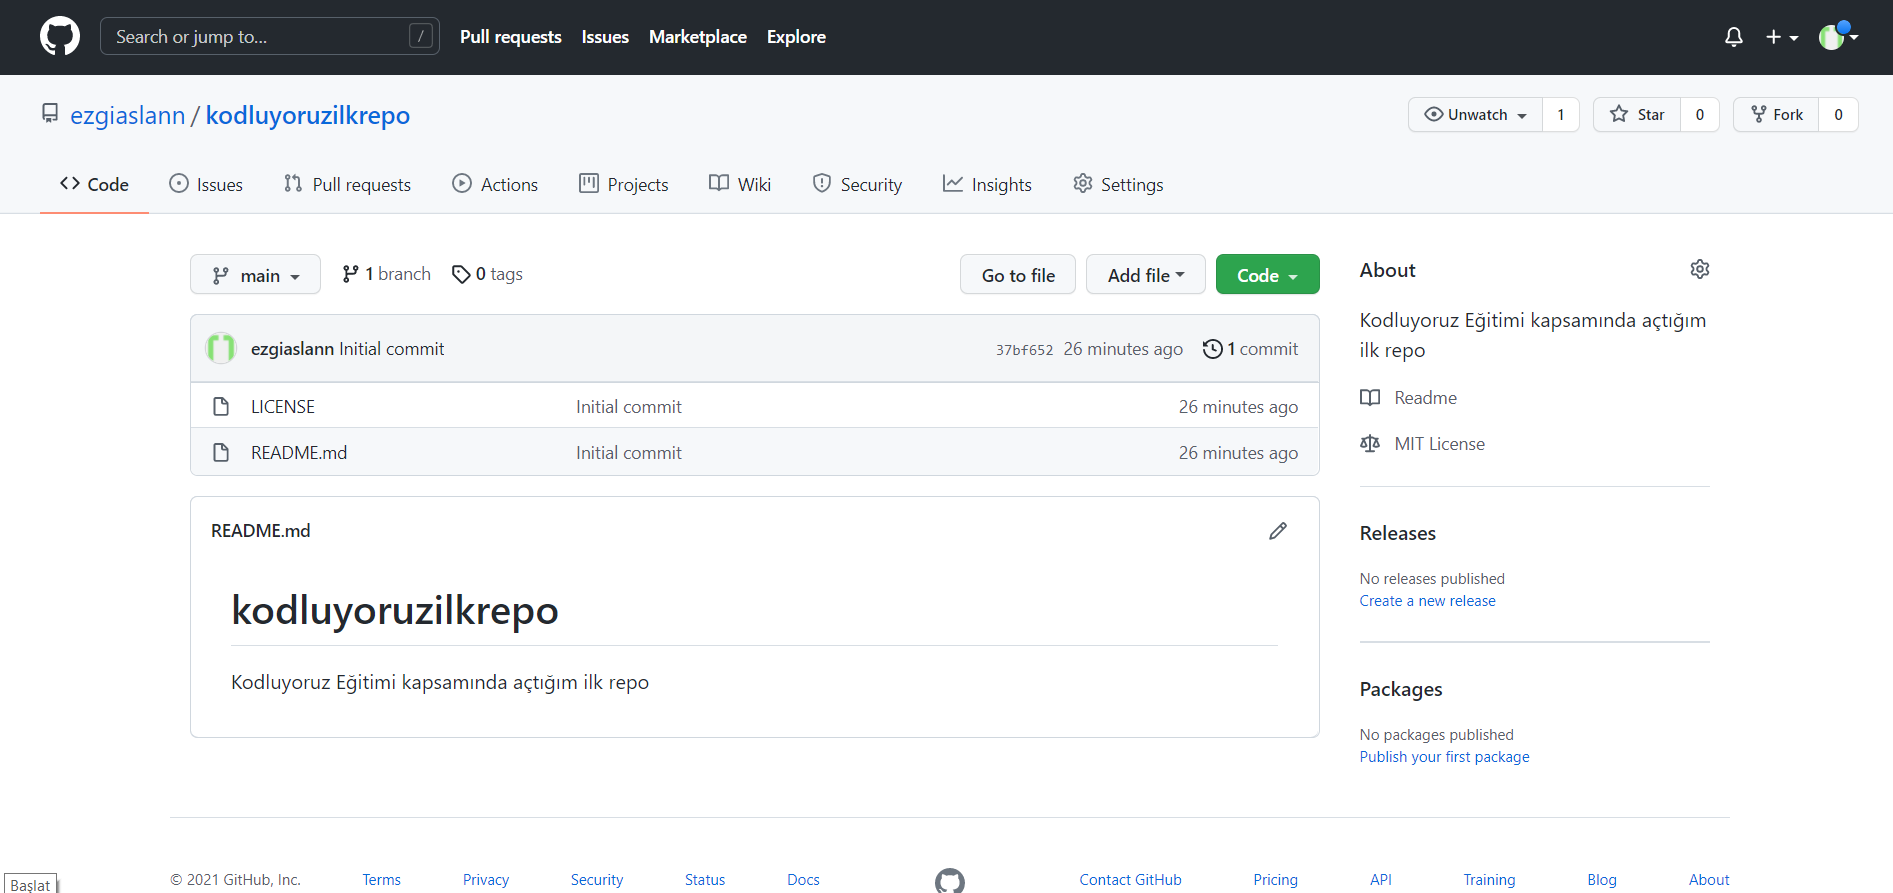 Search or jump to... /
Pull requests Issues Marketplace Explore
ezgiaslann / kodluyoruzilkrepo
Unwatch 1 Star 0 Fork 0
Code Issues Pull requests Actions Projects Wiki Security Insights Settings
main 1 branch 0 tags
Go to file Add file Code
ezgiaslann Initial commit 37bf652 26 minutes ago 1 commit
LICENSE Initial commit 26 minutes ago
README.md Initial commit 26 minutes ago
README.md
kodluyoruzilkrepo
Kodluyoruz Eğitimi kapsamında açtığım ilk repo
About
Kodluyoruz Eğitimi kapsamında açtığım
ilk repo
Readme
MIT License
Releases
No releases published
Create a new release
Packages
No packages published
Publish your first package
© 2021 GitHub, Inc. Terms Privacy Security Status Docs Contact GitHub Pricing API Training Blog About
Başlat